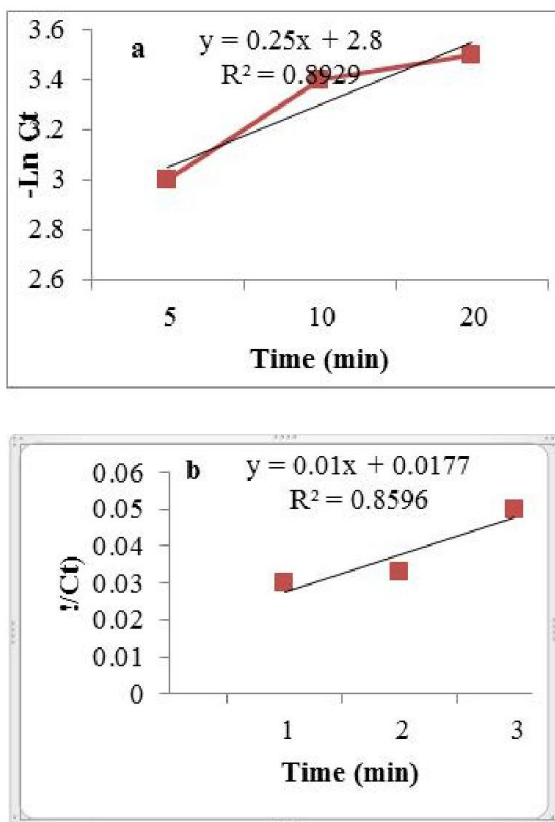 3.6
a
y = 0.25x + 2.8
R² = 0.8929
3.4
3.2
3
2.8
2.6
-Ln Ct
5 10 20
Time (min)
0.06
b
y = 0.01x + 0.0177
R² = 0.8596
0.05
0.04
0.03
0.02
0.01
0
!/Ct)
1 2 3
Time (min)